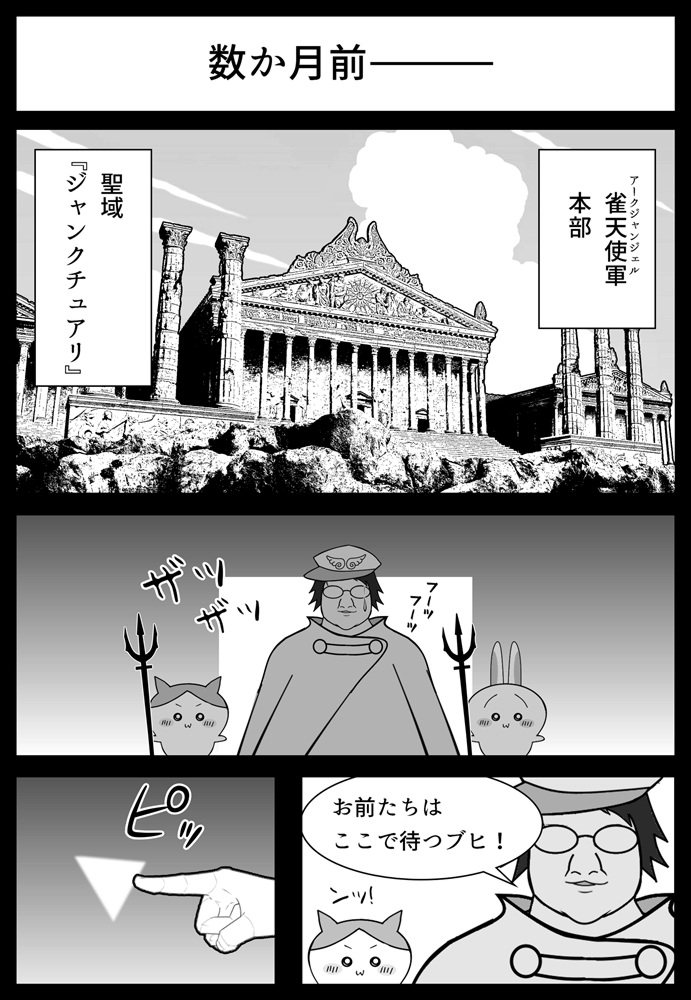 数か月前────
アークジャンジェル
雀天使軍
本部
聖域
『ジャンクチュアリ』
ザッ
ザッ
フーッ
フーッ
お前たちは
ここで待つブヒ！
ンッ!
ピッ